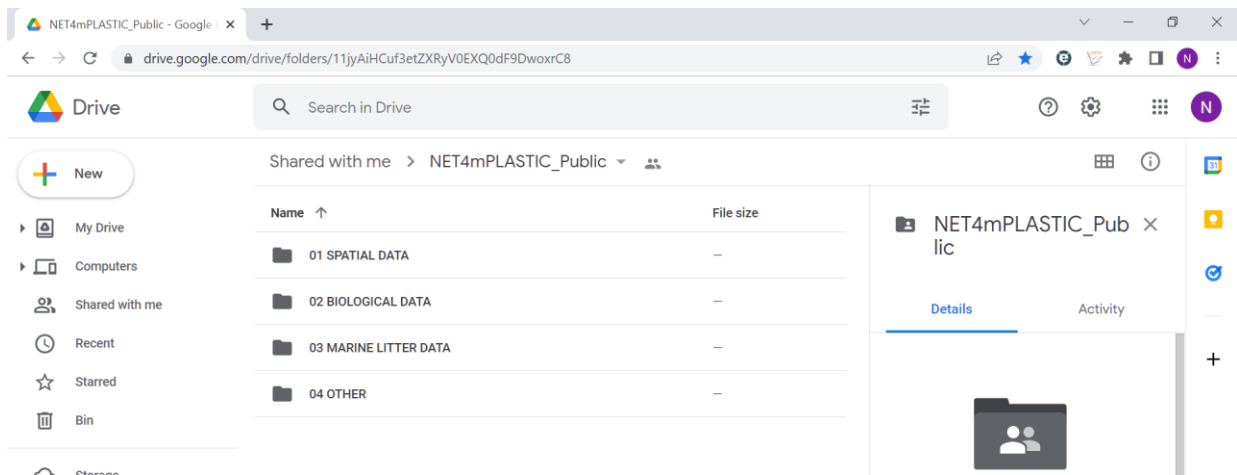 NET4mPLASTIC_Public - Google
drive.google.com/drive/folders/11jyAiHCuf3etZXRyV0EXQ0dF9DwoxrC8
N
Drive
Search in Drive
N
New
My Drive
Computers
Shared with me
Recent
Starred
Bin
Storage
Shared with me > NET4mPLASTIC_Public
Name
File size
01 SPATIAL DATA
–
02 BIOLOGICAL DATA
–
03 MARINE LITTER DATA
–
04 OTHER
–
NET4mPLASTIC_Pub
lic
Details
Activity
31